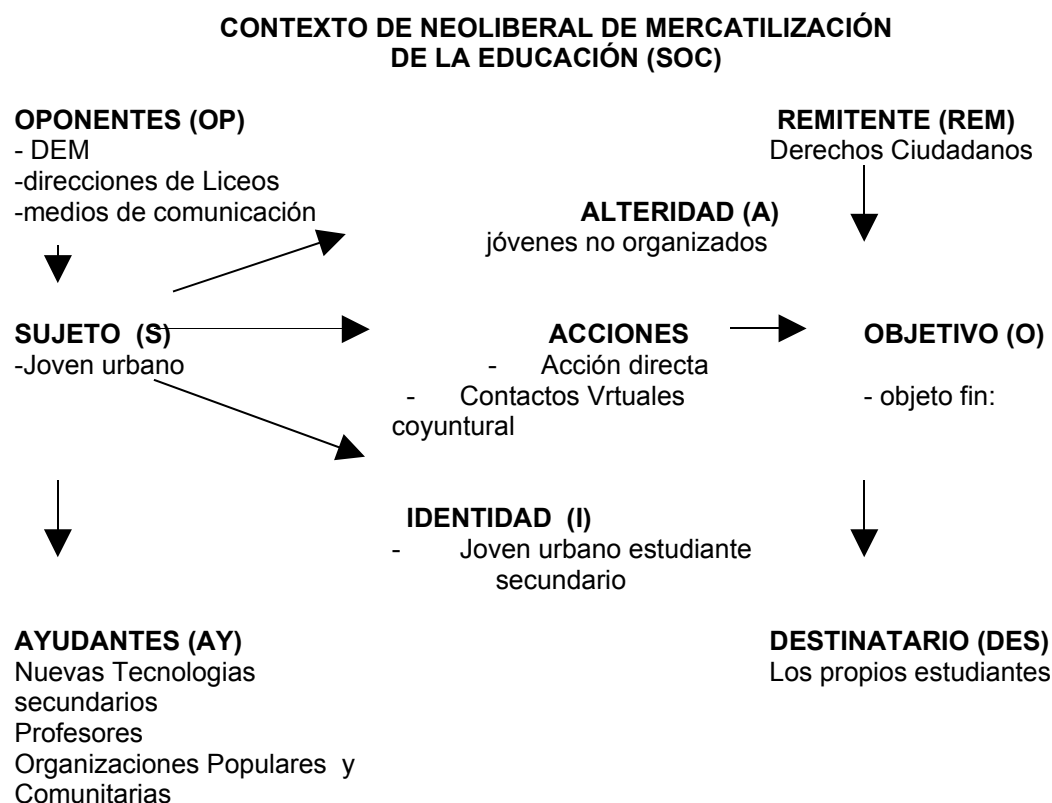 CONTEXTO DE NEOLIBERAL DE MERCATILIZACIÓN
DE LA EDUCACIÓN (SOC)
OPONENTES (OP)
- DEM
-direcciones de Liceos
-medios de comunicación
REMITENTE (REM)
Derechos Ciudadanos
ALTERIDAD (A)
jóvenes no organizados
SUJETO (S)
-Joven urbano
ACCIONES
- Acción directa
- Contactos Vrtuales
coyuntural
OBJETIVO (O)
- objeto fin:
IDENTIDAD (I)
- Joven urbano estudiante
secundario
AYUDANTES (AY)
Nuevas Tecnologias
secundarios
Profesores
Organizaciones Populares y
Comunitarias
DESTINATARIO (DES)
Los propios estudiantes